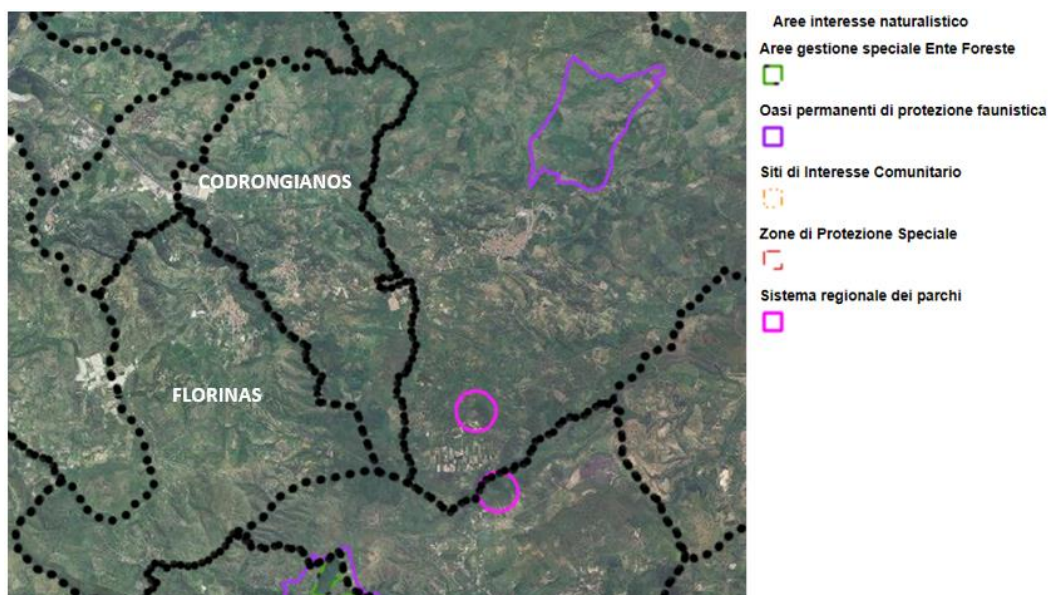 Aree interesse naturalistico
Aree gestione speciale Ente Foreste
Oasi permanenti di protezione faunistica
Siti di Interesse Comunitario
Zone di Protezione Speciale
Sistema regionale dei parchi
CODRONGIANOS
FLORINAS